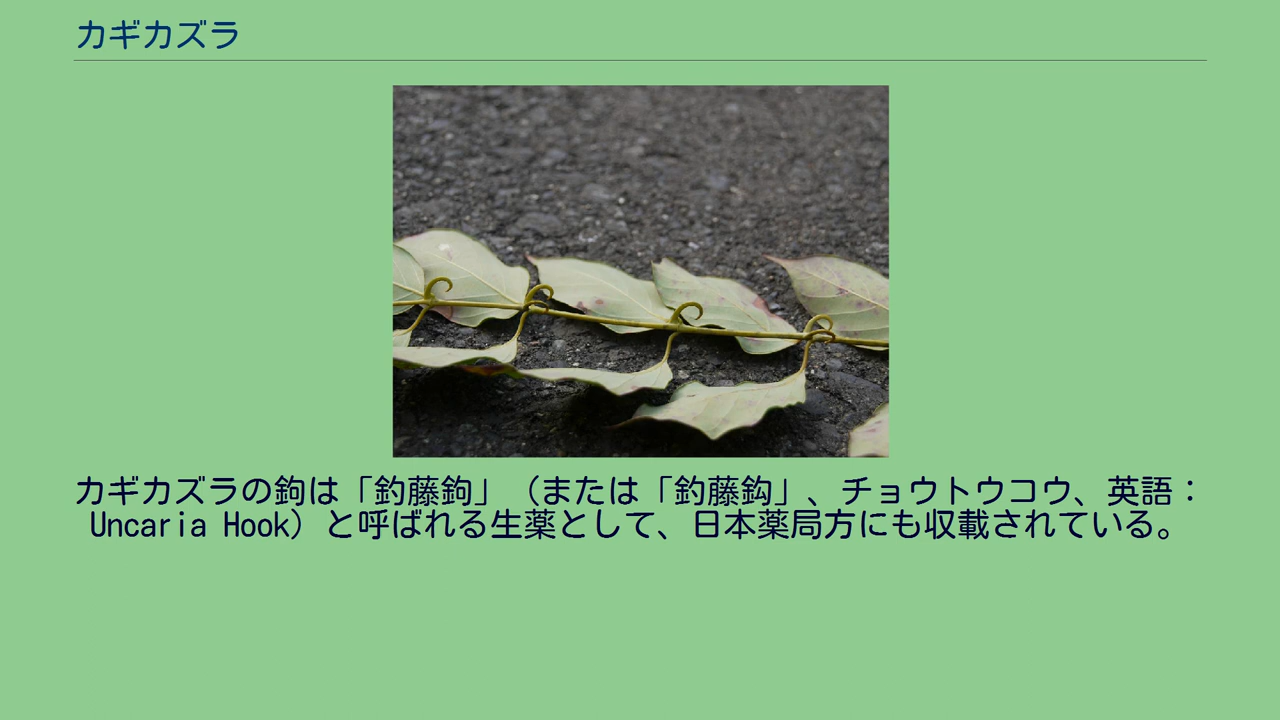 カギカズラ
カギカズラの鉤は「釣藤鉤」（または「釣藤鈎」、チョウトウコウ、英語：
Uncaria Hook）と呼ばれる生薬として、日本薬局方にも収載されている。